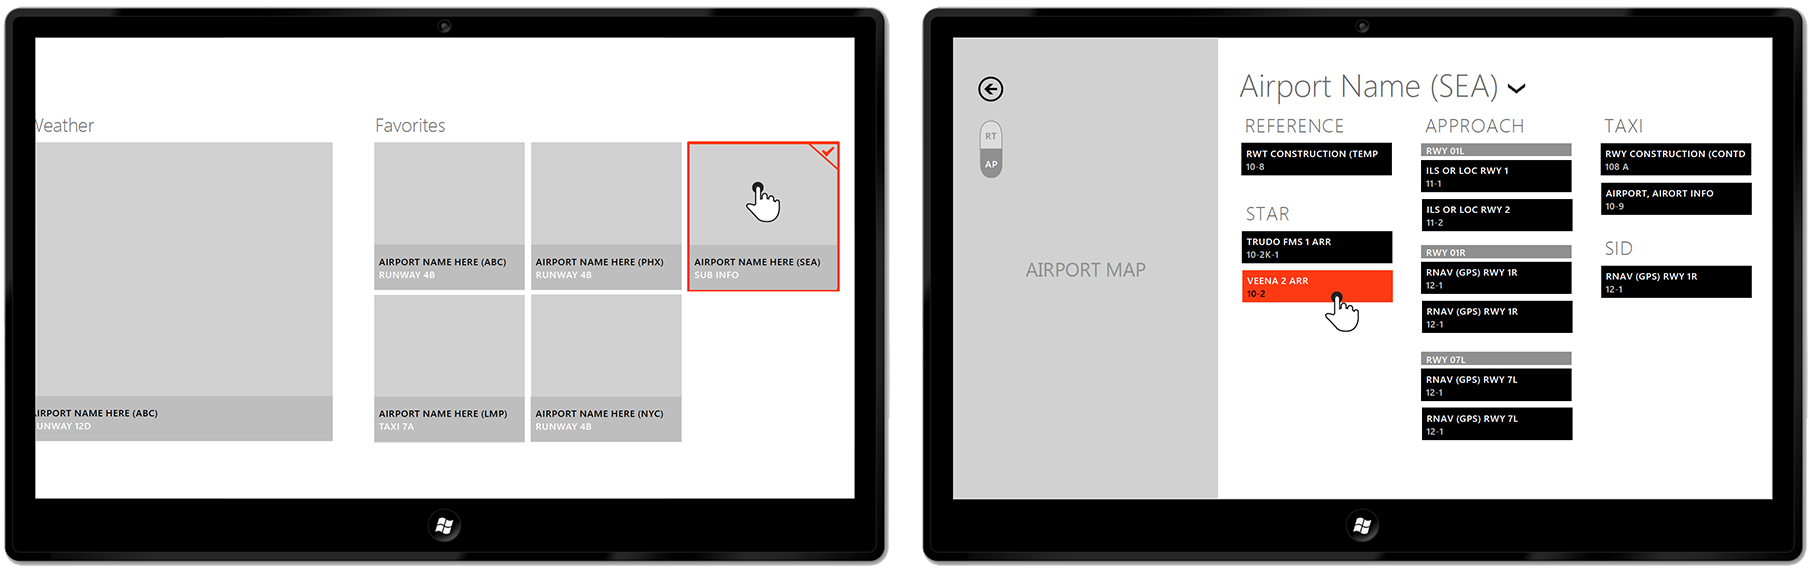 Weather
AIRPORT NAME HERE (ABC)
RUNWAY 12D
Favorites
AIRPORT NAME HERE (ABC)
RUNWAY 4B
AIRPORT NAME HERE (PHX)
RUNWAY 4B
AIRPORT NAME HERE (SEA)
SUB INFO
AIRPORT NAME HERE (LMP)
TAXI 7A
AIRPORT NAME HERE (NYC)
RUNWAY 4B
RT
AP
AIRPORT MAP
Airport Name (SEA)
REFERENCE
RWT CONSTRUCTION (TEMP
10-8
STAR
TRUDO FMS 1 ARR
10-2K-1
VEENA 2 ARR
10-2
APPROACH
RWY 01L
ILS OR LOC RWY 1
11-1
ILS OR LOC RWY 2
11-2
RWY 01R
RNAV (GPS) RWY 1R
12-1
RNAV (GPS) RWY 1R
12-1
RWY 07L
RNAV (GPS) RWY 7L
12-1
RNAV (GPS) RWY 7L
12-1
TAXI
RWY CONSTRUCTION (CONTD
108 A
AIRPORT, AIRORT INFO
10-9
SID
RNAV (GPS) RWY 1R
12-1